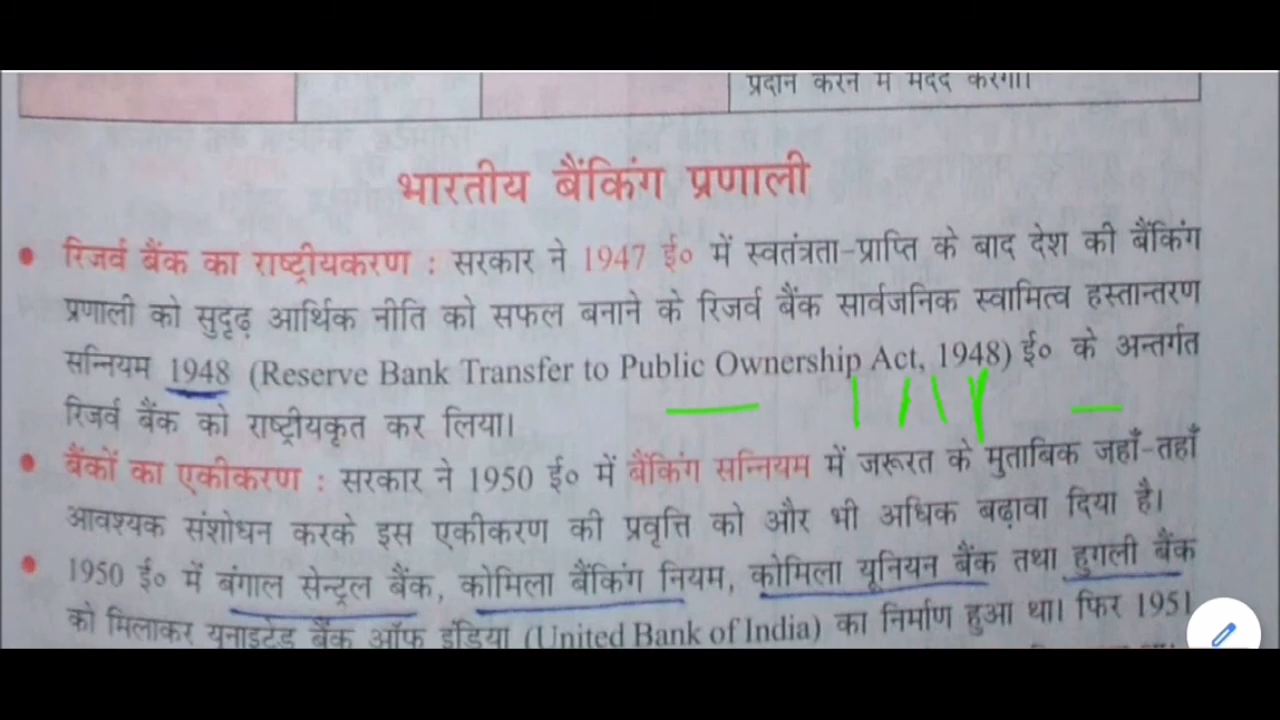 प्रदान करने में मदद करेगा।
भारतीय बैंकिंग प्रणाली
• रिजर्व बैंक का राष्ट्रीयकरण : सरकार ने 1947 ई० में स्वतंत्रता-प्राप्ति के बाद देश की बैंकिंग
प्रणाली को सुदृढ़ आर्थिक नीति को सफल बनाने के रिजर्व बैंक सार्वजनिक स्वामित्व हस्तान्तरण
सन्नियम 1948 (Reserve Bank Transfer to Public Ownership Act, 1948) ई० के अन्तर्गत
रिजर्व बैंक को राष्ट्रीयकृत कर लिया।
• बैंकों का एकीकरण : सरकार ने 1950 ई० में बैंकिंग सन्नियम में जरूरत के मुताबिक जहाँ-तहाँ
आवश्यक संशोधन करके इस एकीकरण की प्रवृत्ति को और भी अधिक बढ़ावा दिया है।
• 1950 ई० में बंगाल सेन्ट्रल बैंक, कोमिला बैंकिंग नियम, कोमिला यूनियन बैंक तथा हुगली बैंक
को मिलाकर यूनाइटेड बैंक ऑफ इंडिया (United Bank of India) का निर्माण हुआ था। फिर 1951